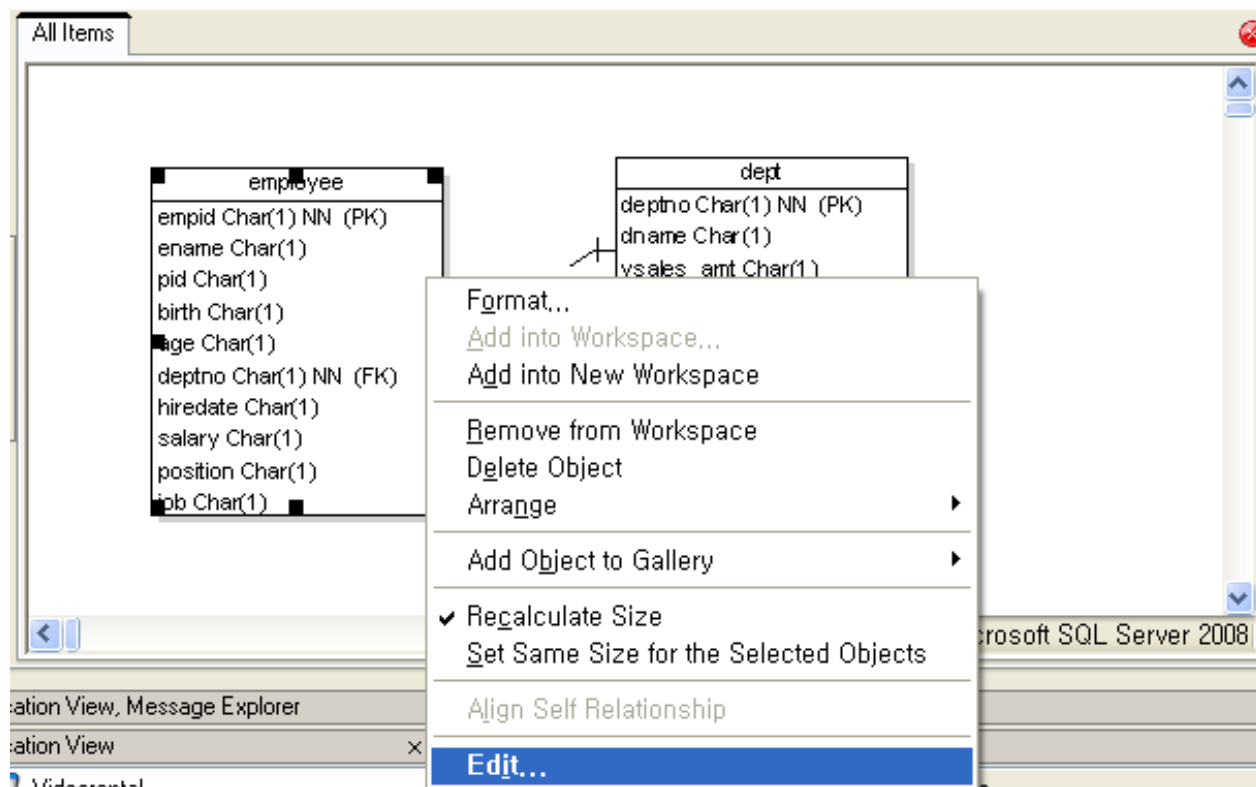 All Items
employee
empid Char(1) NN (PK)
ename Char(1)
pid Char(1)
birth Char(1)
age Char(1)
deptno Char(1) NN (FK)
hiredate Char(1)
salary Char(1)
position Char(1)
job Char(1)
dept
deptno Char(1) NN (PK)
dname Char(1)
ysales_amt Char(1)
Format...
Add into Workspace...
Add into New Workspace
Remove from Workspace
Delete Object
Arrange
Add Object to Gallery
Recalculate Size
Set Same Size for the Selected Objects
Align Self Relationship
Edit...
crosoft SQL Server 2008
cation View, Message Explorer
cation View
Videorental